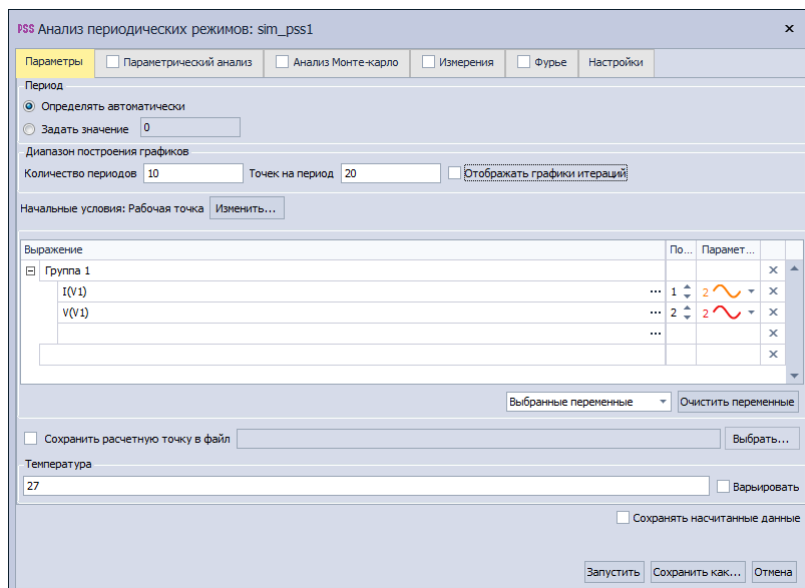 PSS Анализ периодических режимов: sim_pss1
Параметры Параметрический анализ Анализ Монте-карло Измерения Фурье Настройки
Период
Определять автоматически
Задать значение 0
Диапазон построения графиков
Количество периодов 10 Точек на период 20 Отображать графики итераций
Начальные условия: Рабочая точка Изменить...
Выражение По... Парамет...
Группа 1
I(V1) ... 1 2
V(V1) ... 2 2
...
Выбранные переменные Очистить переменные
Сохранить расчетную точку в файл Выбрать...
Температура
27 Варьировать
Сохранять насчитанные данные
Запустить Сохранить как... Отмена